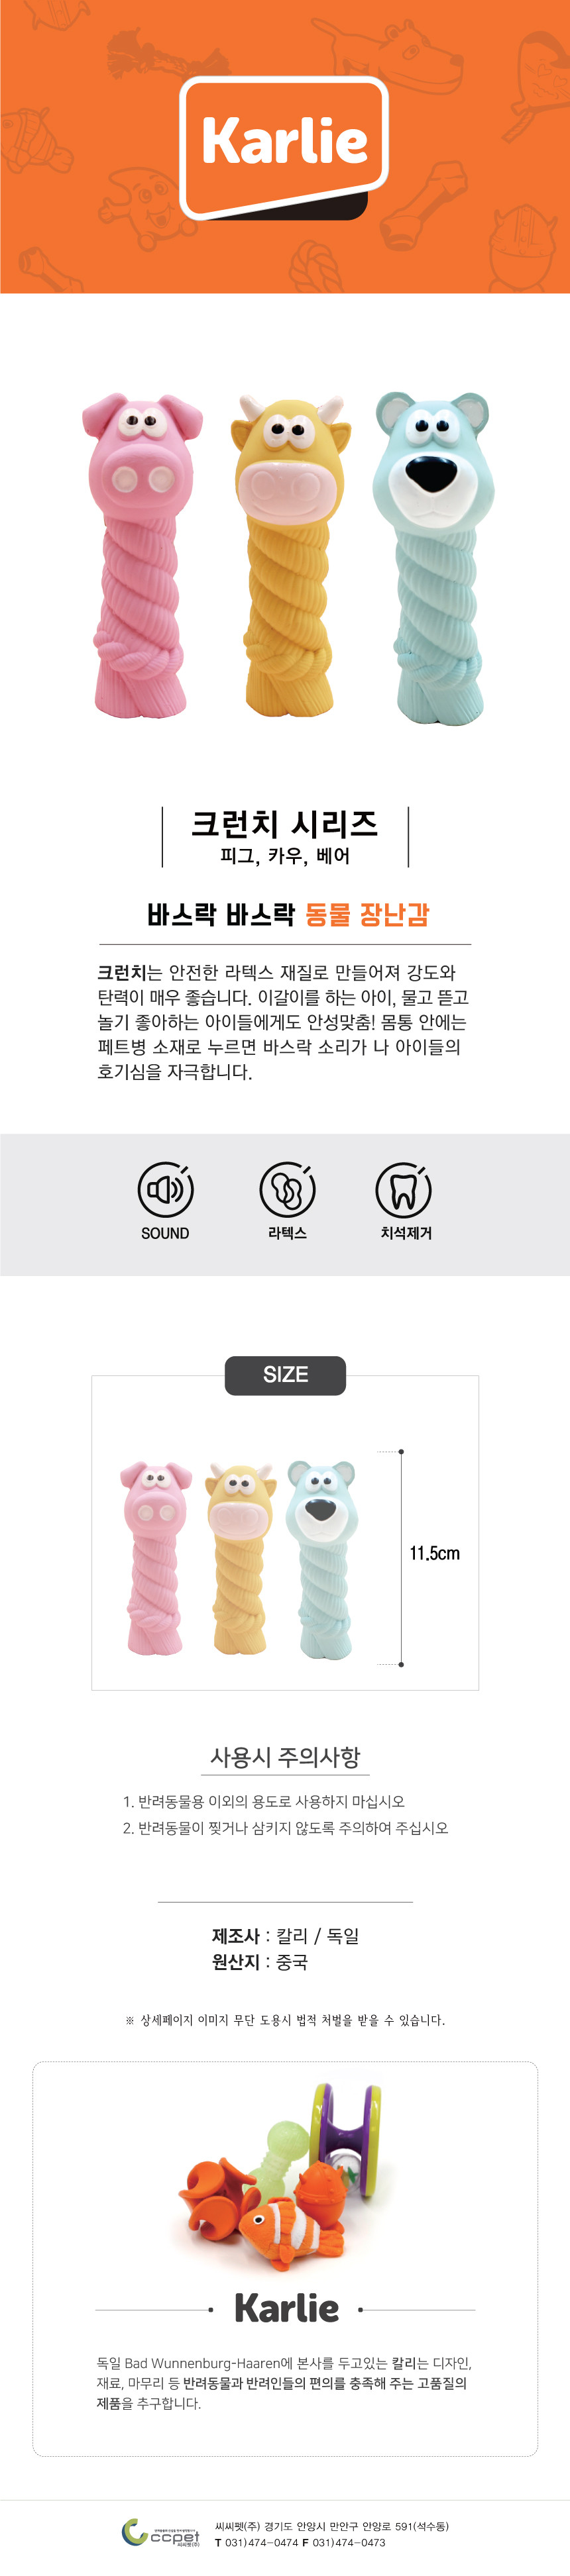 Karlie
크런치 시리즈
피그, 카우, 베어
바스락 바스락 동물 장난감
크런치는 안전한 라텍스 재질로 만들어져 강도와
탄력이 매우 좋습니다. 이갈이를 하는 아이, 물고 뜯고
놀기 좋아하는 아이들에게도 안성맞춤! 몸통 안에는
페트병 소재로 누르면 바스락 소리가 나 아이들의
호기심을 자극합니다.
SOUND
라텍스
치석제거
SIZE
11.5cm
사용시 주의사항
1. 반려동물용 이외의 용도로 사용하지 마십시오
2. 반려동물이 찢거나 삼키지 않도록 주의하여 주십시오
제조사 : 칼리 / 독일
원산지 : 중국
※ 상세페이지 이미지 무단 도용시 법적 처벌을 받을 수 있습니다.
Karlie
독일 Bad Wunnenburg-Haaren에 본사를 두고있는 칼리는 디자인,
재료, 마무리 등 반려동물과 반려인들의 편의를 충족해 주는 고품질의
제품을 추구합니다.
ccpet
씨씨펫(주)
씨씨펫(주) 경기도 안양시 만안구 안양로 591(석수동)
T 031)474-0474 F 031)474-0473